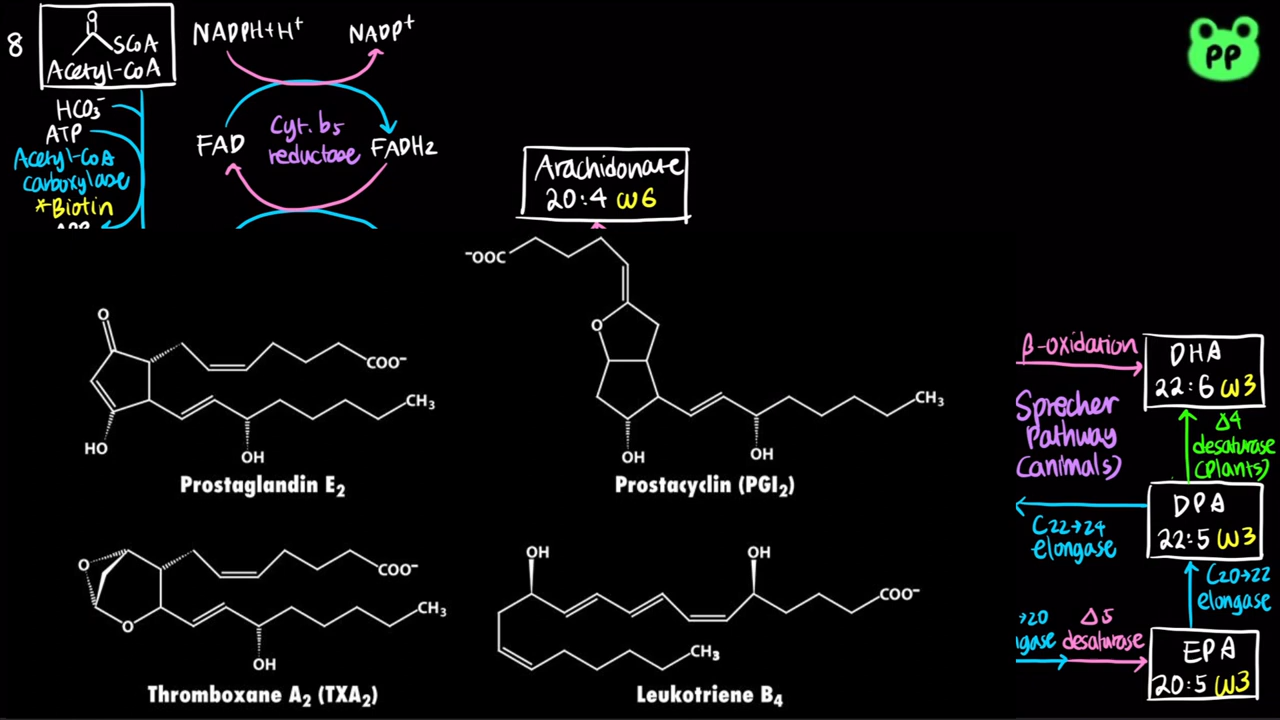 8
O
SCoA
Acetyl-CoA
NADPH+H⁺
NADP⁺
PP
HCO₃⁻
ATP
Acetyl-CoA
carboxylase
*Biotin
FAD
Cyt. b₅
reductase
FADH2
Arachidonate
20:4 ω6
⁻OOC
O
O
COO⁻
CH₃
HO
OH
Prostaglandin E₂
CH₃
OH
OH
Prostacyclin (PGI₂)
β-oxidation
DHA
22:6 ω3
Sprecher
Pathway
(animals)
Δ4
desaturase
(plants)
C22→24
elongase
DPA
22:5 ω3
C20→22
elongase
→20
Δ5
desaturase
EPA
20:5 ω3
O
O
COO⁻
CH₃
OH
Thromboxane A₂ (TXA₂)
OH
OH
COO⁻
CH₃
Leukotriene B₄